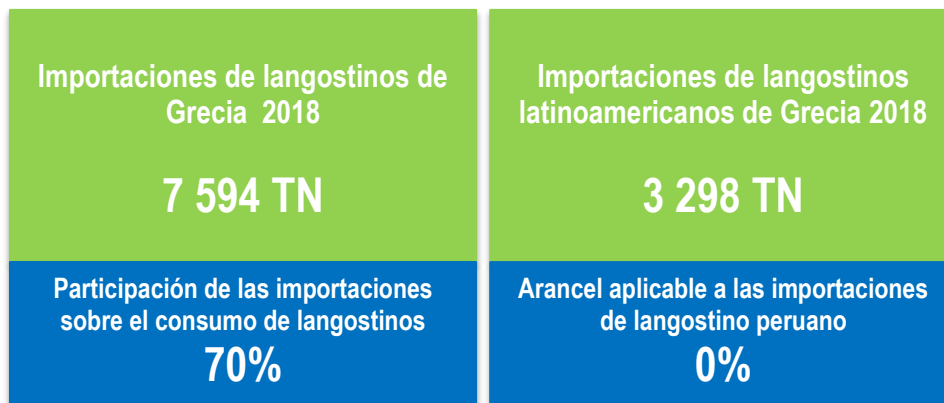 Importaciones de langostinos de
Grecia 2018
7 594 TN
Participación de las importaciones
sobre el consumo de langostinos
70%
Importaciones de langostinos
latinoamericanos de Grecia 2018
3 298 TN
Arancel aplicable a las importaciones
de langostino peruano
0%